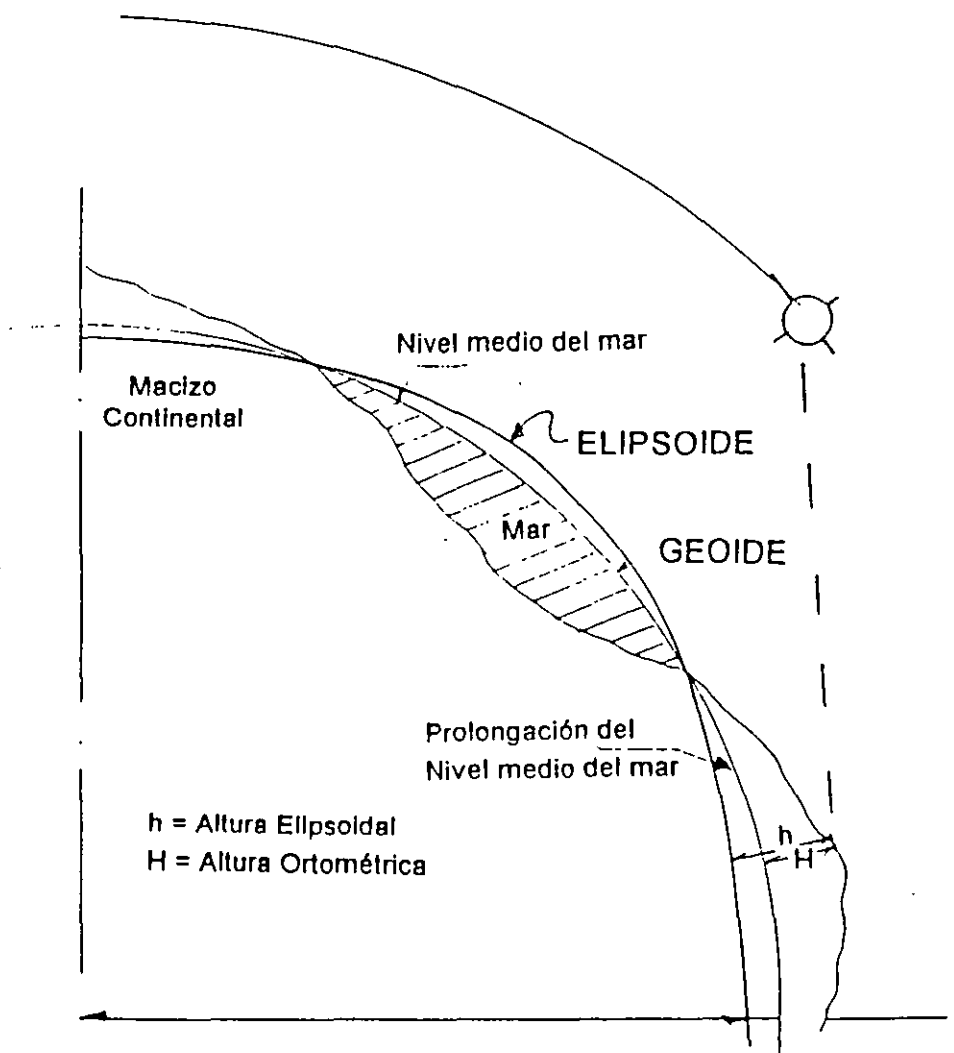 Nivel medio del mar
Macizo
Continental
ELIPSOIDE
Mar
GEOIDE
Prolongación del
Nivel medio del mar
h = Altura Elipsoidal
H = Altura Ortométrica
h
H